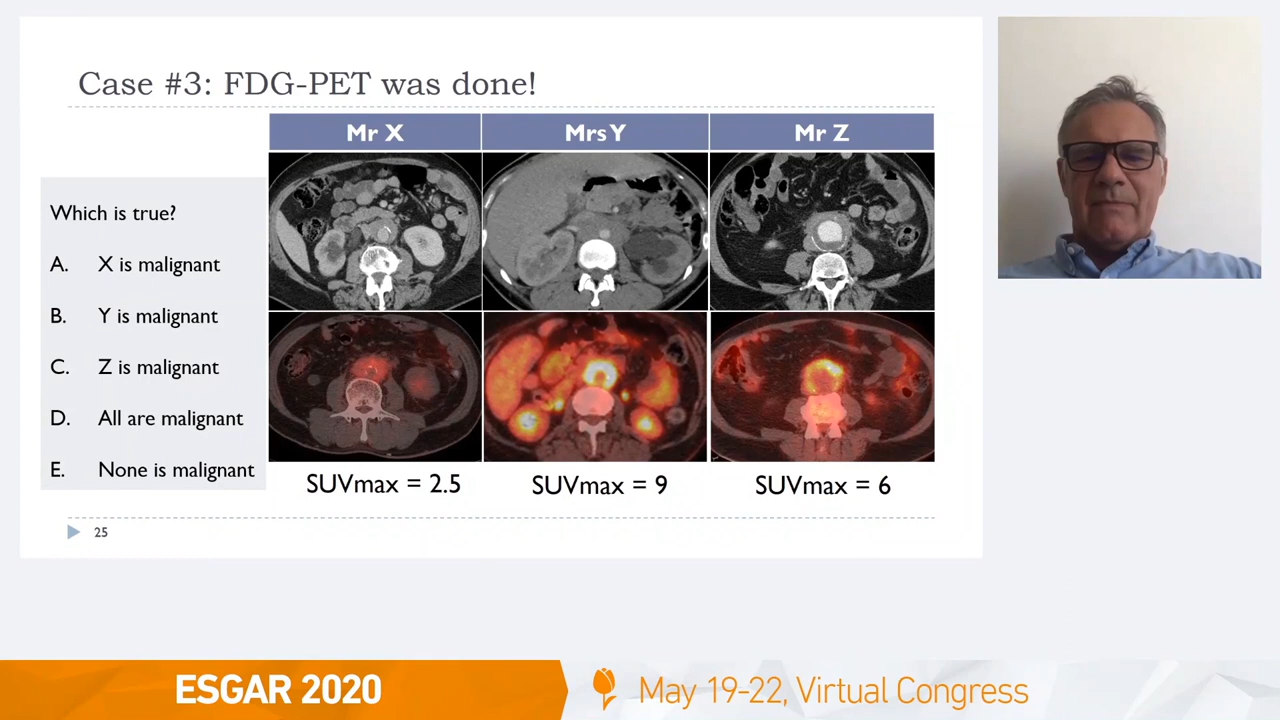 Case #3: FDG-PET was done!
Mr X
Mrs Y
Mr Z
Which is true?
A. X is malignant
B. Y is malignant
C. Z is malignant
D. All are malignant
E. None is malignant
SUVmax = 2.5
SUVmax = 9
SUVmax = 6
25
ESGAR 2020
May 19-22, Virtual Congress